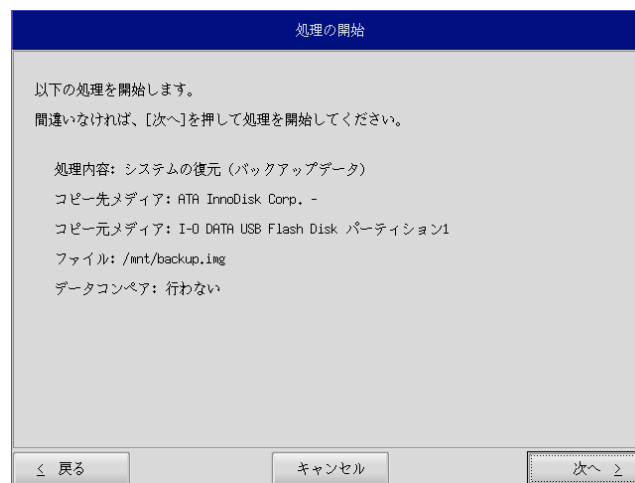 処理の開始
以下の処理を開始します。
間違いなければ、[次へ]を押して処理を開始してください。
処理内容: システムの復元 (バックアップデータ)
コピー先メディア: ATA InnoDisk Corp. -
コピー元メディア: I-O DATA USB Flash Disk パーティション1
ファイル: /mnt/backup.img
データコンペア: 行わない
< 戻る
キャンセル
次へ >